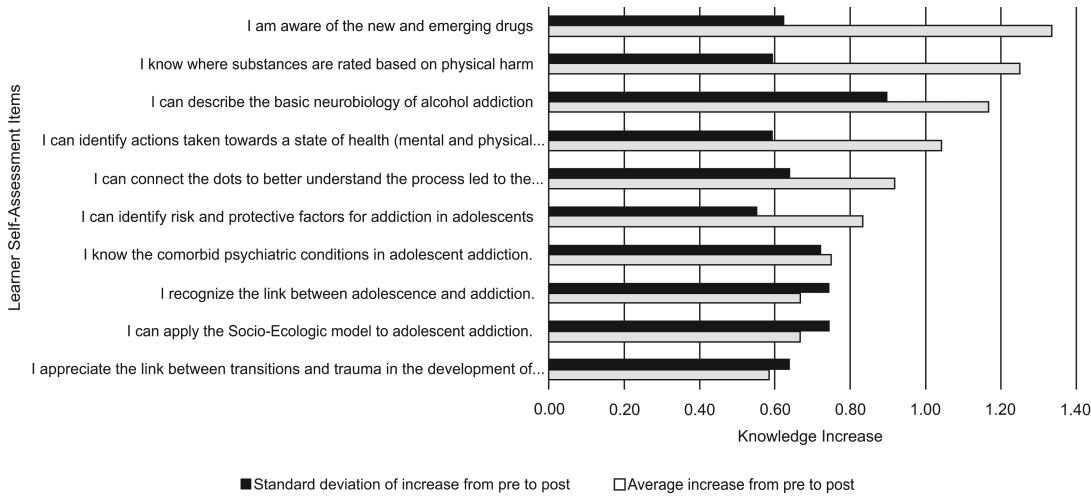 I am aware of the new and emerging drugs
I know where substances are rated based on physical harm
I can describe the basic neurobiology of alcohol addiction
I can identify actions taken towards a state of health (mental and physical...
I can connect the dots to better understand the process led to the...
I can identify risk and protective factors for addiction in adolescents
I know the comorbid psychiatric conditions in adolescent addiction.
I recognize the link between adolescence and addiction.
I can apply the Socio-Ecologic model to adolescent addiction.
I appreciate the link between transitions and trauma in the development of...
Learner Self-Assessment Items
0.00 0.20 0.40 0.60 0.80 1.00 1.20 1.40
Knowledge Increase
Standard deviation of increase from pre to post Average increase from pre to post